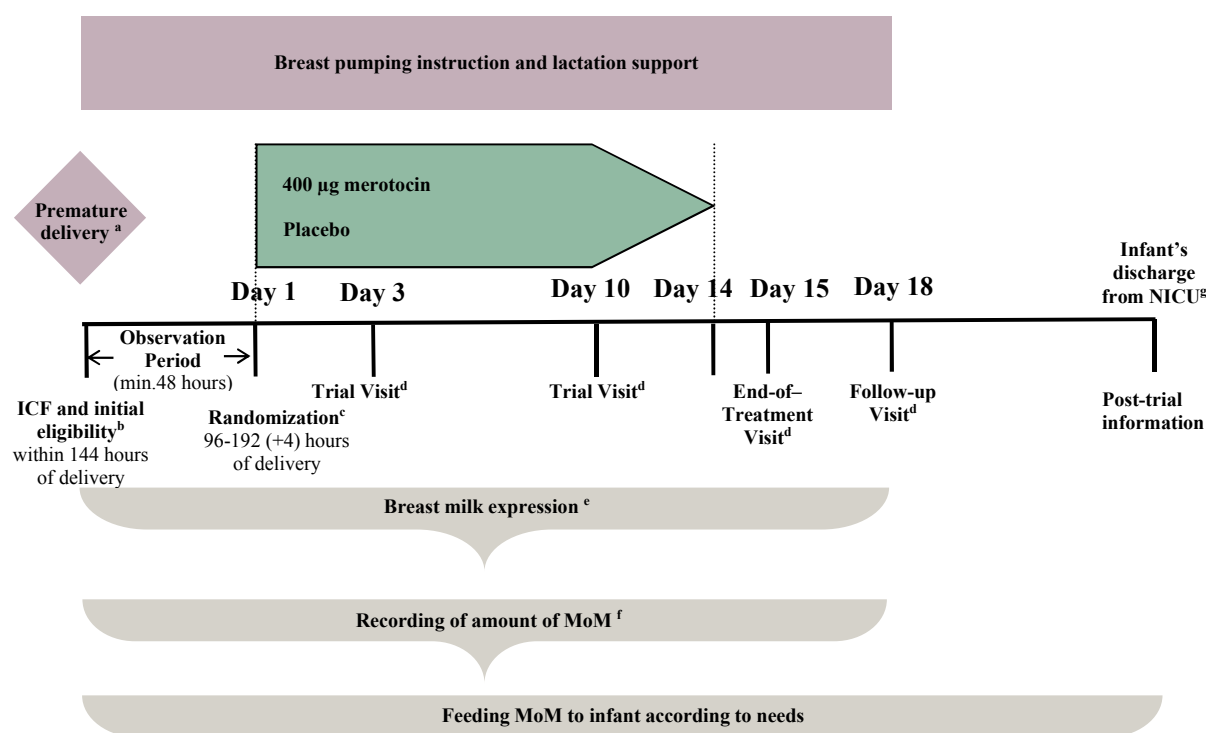 Breast pumping instruction and lactation support
400 µg merotocin
Placebo
Premature
delivery a
Infant's
discharge
from NICUg
Day 1
Day 3
Day 10
Day 14
Day 15
Day 18
Observation
Period
(min.48 hours)
ICF and initial
eligibilityb
within 144 hours
of delivery
Randomizationc
96-192 (+4) hours
of delivery
Trial Visitd
Trial Visitd
End-of–
Treatment
Visitd
Follow-up
Visitd
Post-trial
information
Breast milk expression e
Recording of amount of MoM f
Feeding MoM to infant according to needs